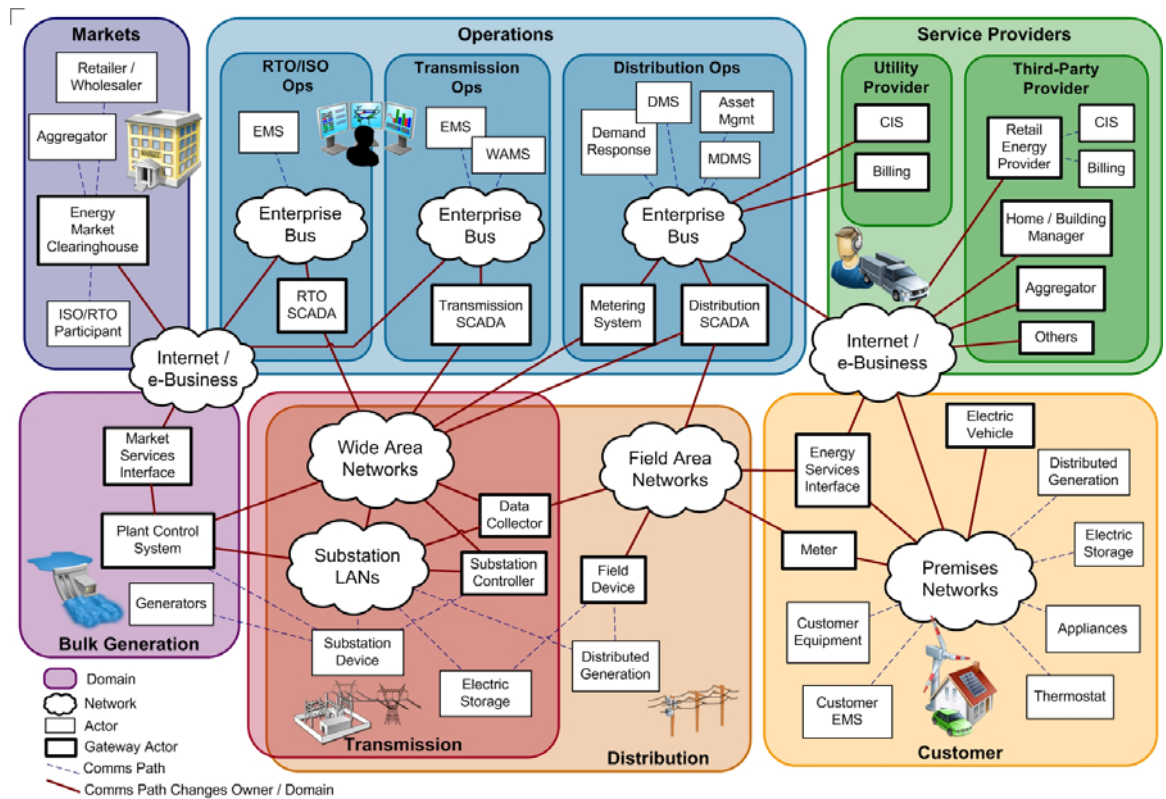 Markets
Retailer /
Wholesaler
Aggregator
MARKET
Energy
Market
Clearinghouse
ISO/RTO
Participant
Operations
RTO/ISO
Ops
EMS
Enterprise
Bus
RTO
SCADA
Transmission
Ops
EMS
WAMS
Enterprise
Bus
Transmission
SCADA
Distribution Ops
DMS
Asset
Mgmt
Demand
Response
MDMS
Enterprise
Bus
Metering
System
Distribution
SCADA
Service Providers
Utility
Provider
CIS
Billing
Third-Party
Provider
Retail
Energy
Provider
CIS
Billing
Home / Building
Manager
Aggregator
Others
Internet /
e-Business
Internet /
e-Business
Market
Services
Interface
Plant Control
System
Generators
Bulk Generation
Wide Area
Networks
Data
Collector
Substation
LANs
Substation
Controller
Substation
Device
Electric
Storage
Transmission
Field Area
Networks
Field
Device
Distributed
Generation
Distribution
Electric
Vehicle
Energy
Services
Interface
Distributed
Generation
Meter
Premises
Networks
Electric
Storage
Customer
Equipment
Appliances
Customer
EMS
Thermostat
Customer
Domain
Network
Actor
Gateway Actor
Comms Path
Comms Path Changes Owner / Domain